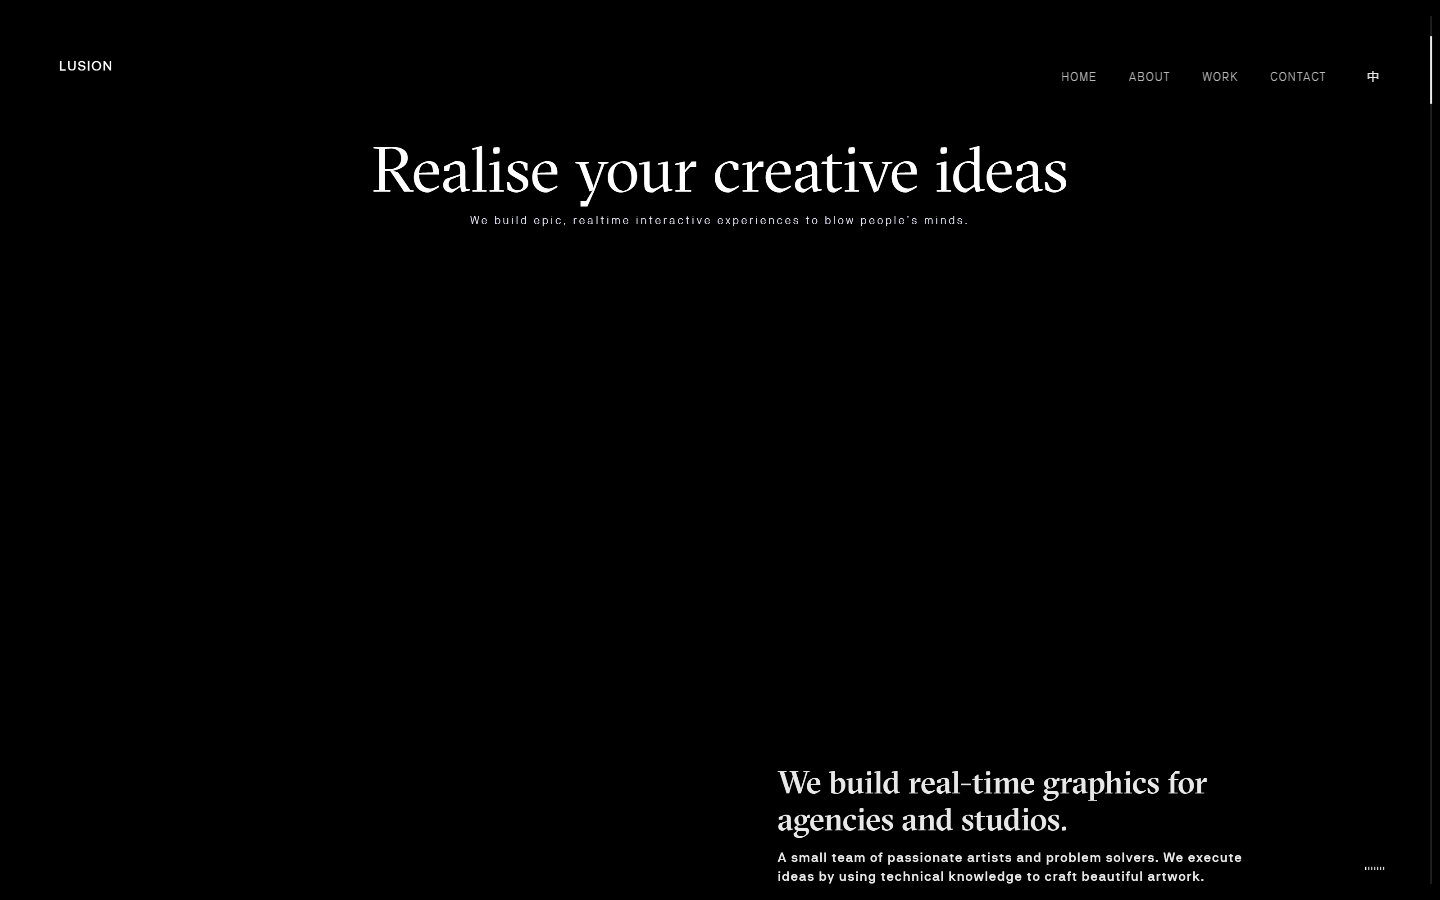 LUSION
HOME ABOUT WORK CONTACT 中
Realise your creative ideas
We build epic, realtime interactive experiences to blow people's minds.
We build real-time graphics for
agencies and studios.
A small team of passionate artists and problem solvers. We execute
ideas by using technical knowledge to craft beautiful artwork.